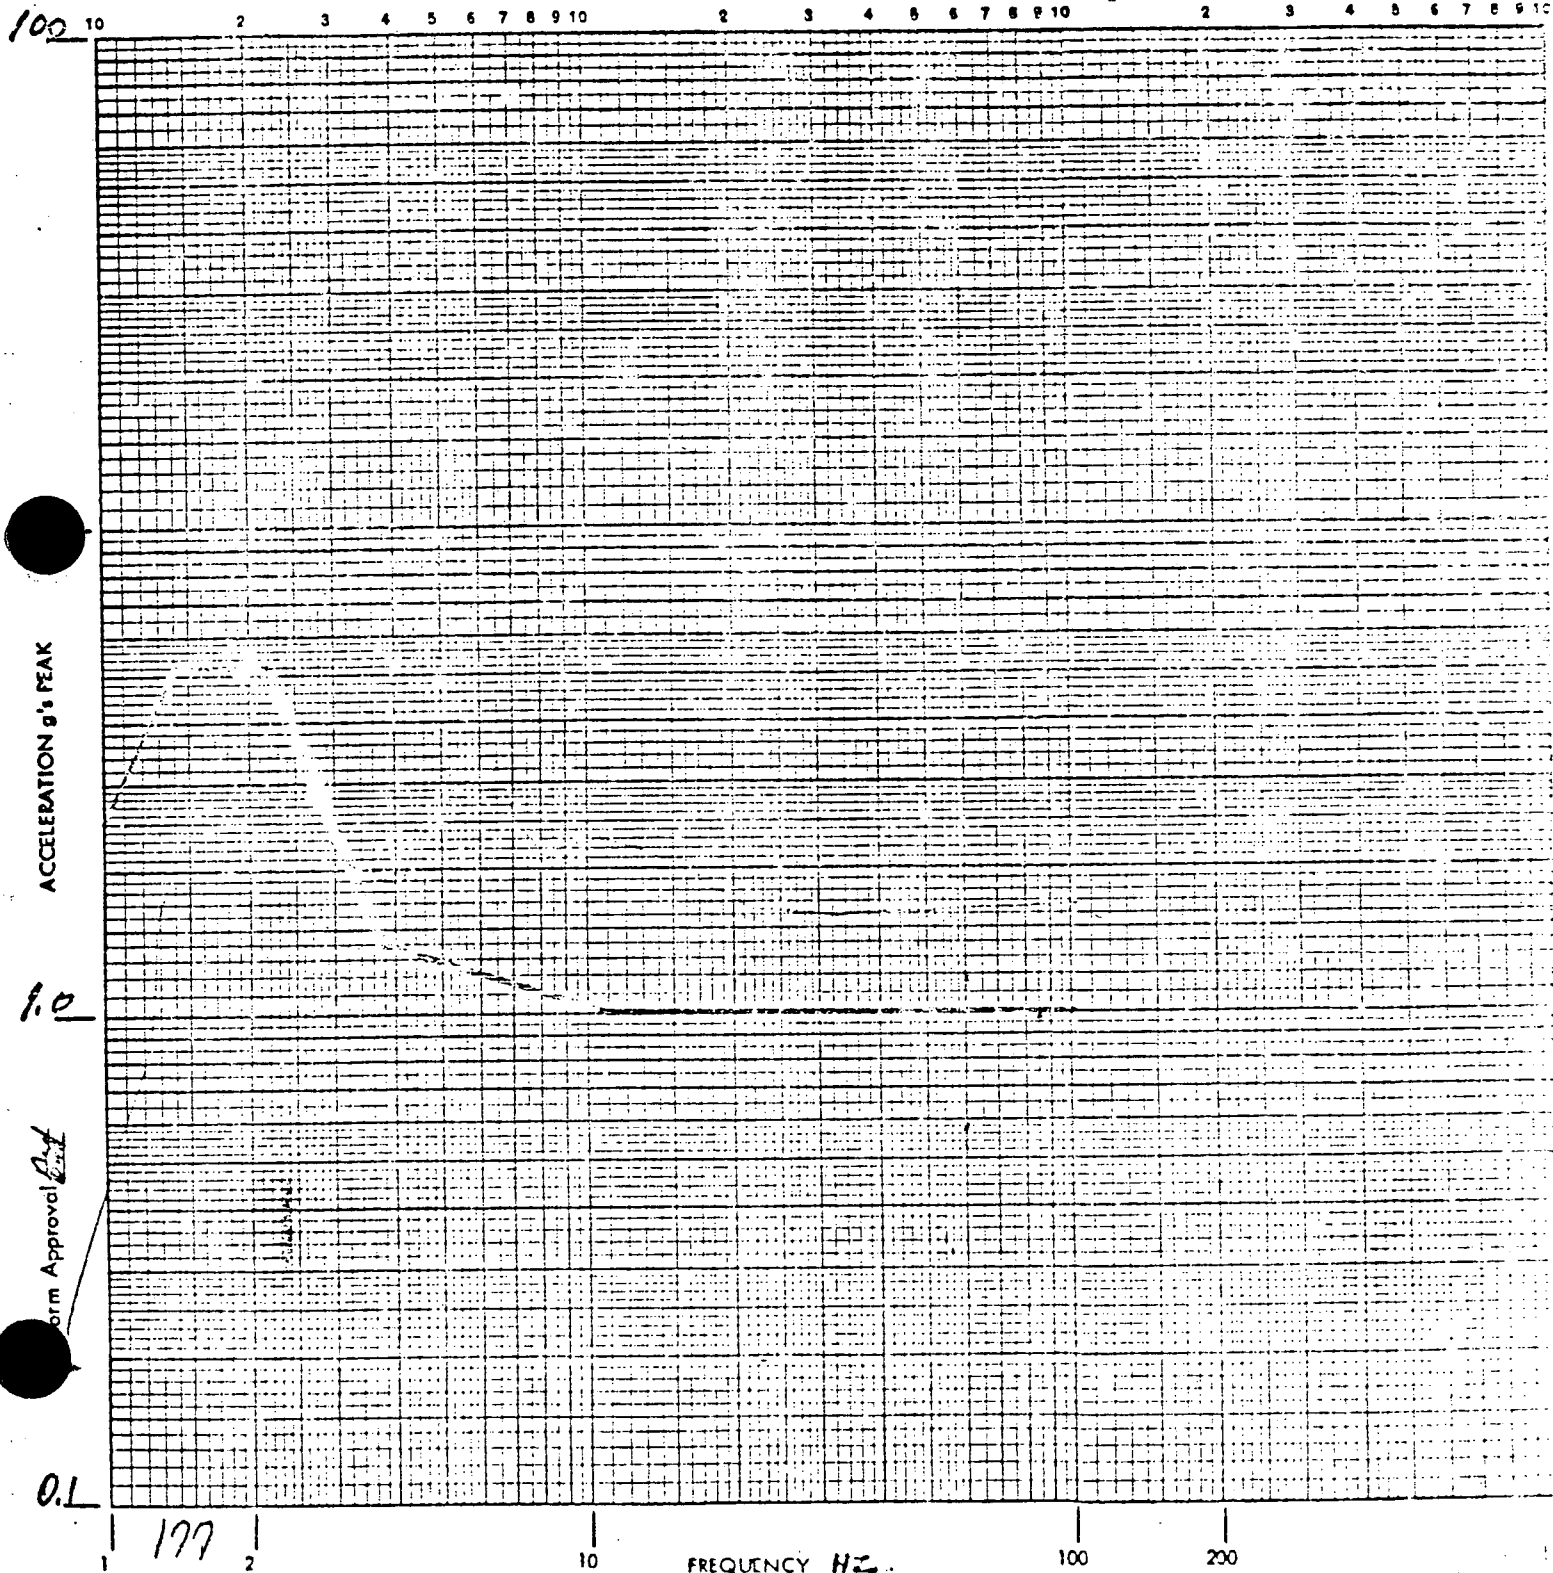 100 10 2 3 4 5 6 7 8 9 10 2 3 4 5 6 7 8 9 10 2 3 4 5 6 7 8 9 10
ACCELERATION g's PEAK
1.0
orm Approval
0.1
177
1 2 10 100 200
FREQUENCY HZ